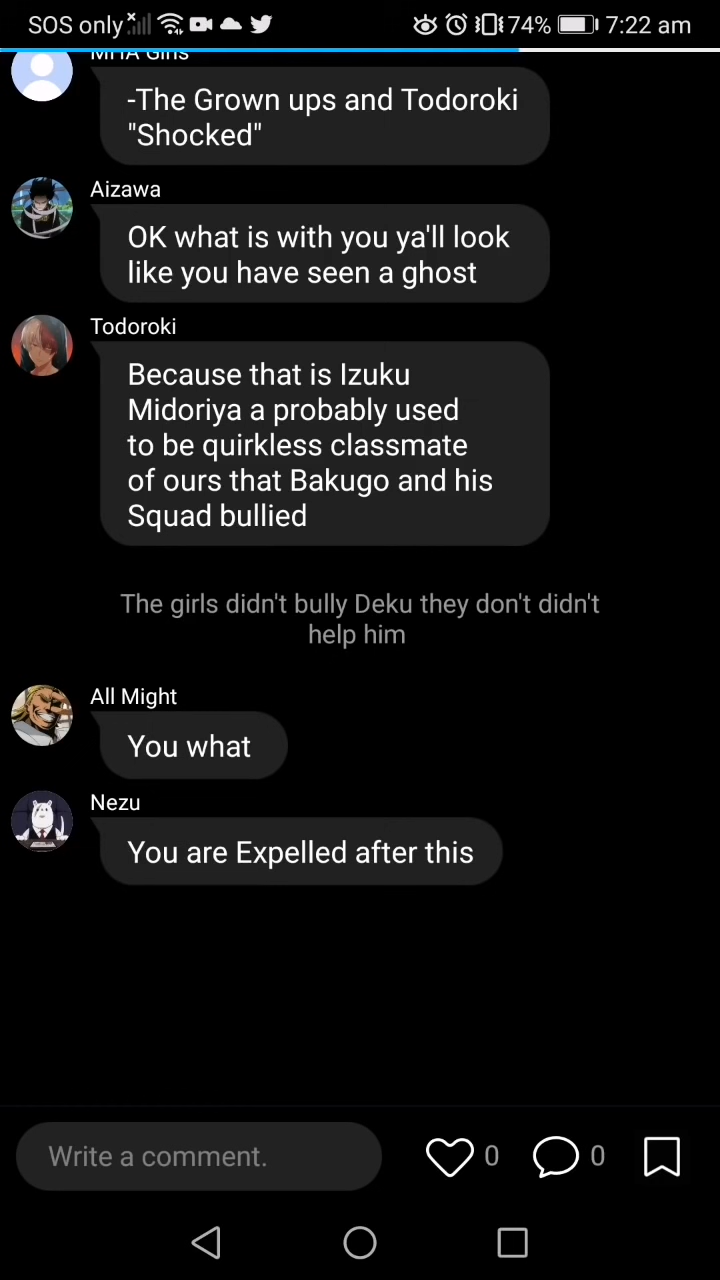 SOS only 74% 7:22 am
MHA Girls
-The Grown ups and Todoroki
"Shocked"
Aizawa
OK what is with you ya'll look
like you have seen a ghost
Todoroki
Because that is Izuku
Midoriya a probably used
to be quirkless classmate
of ours that Bakugo and his
Squad bullied
The girls didn't bully Deku they don't didn't
help him
All Might
You what
Nezu
You are Expelled after this
Write a comment. 0 0